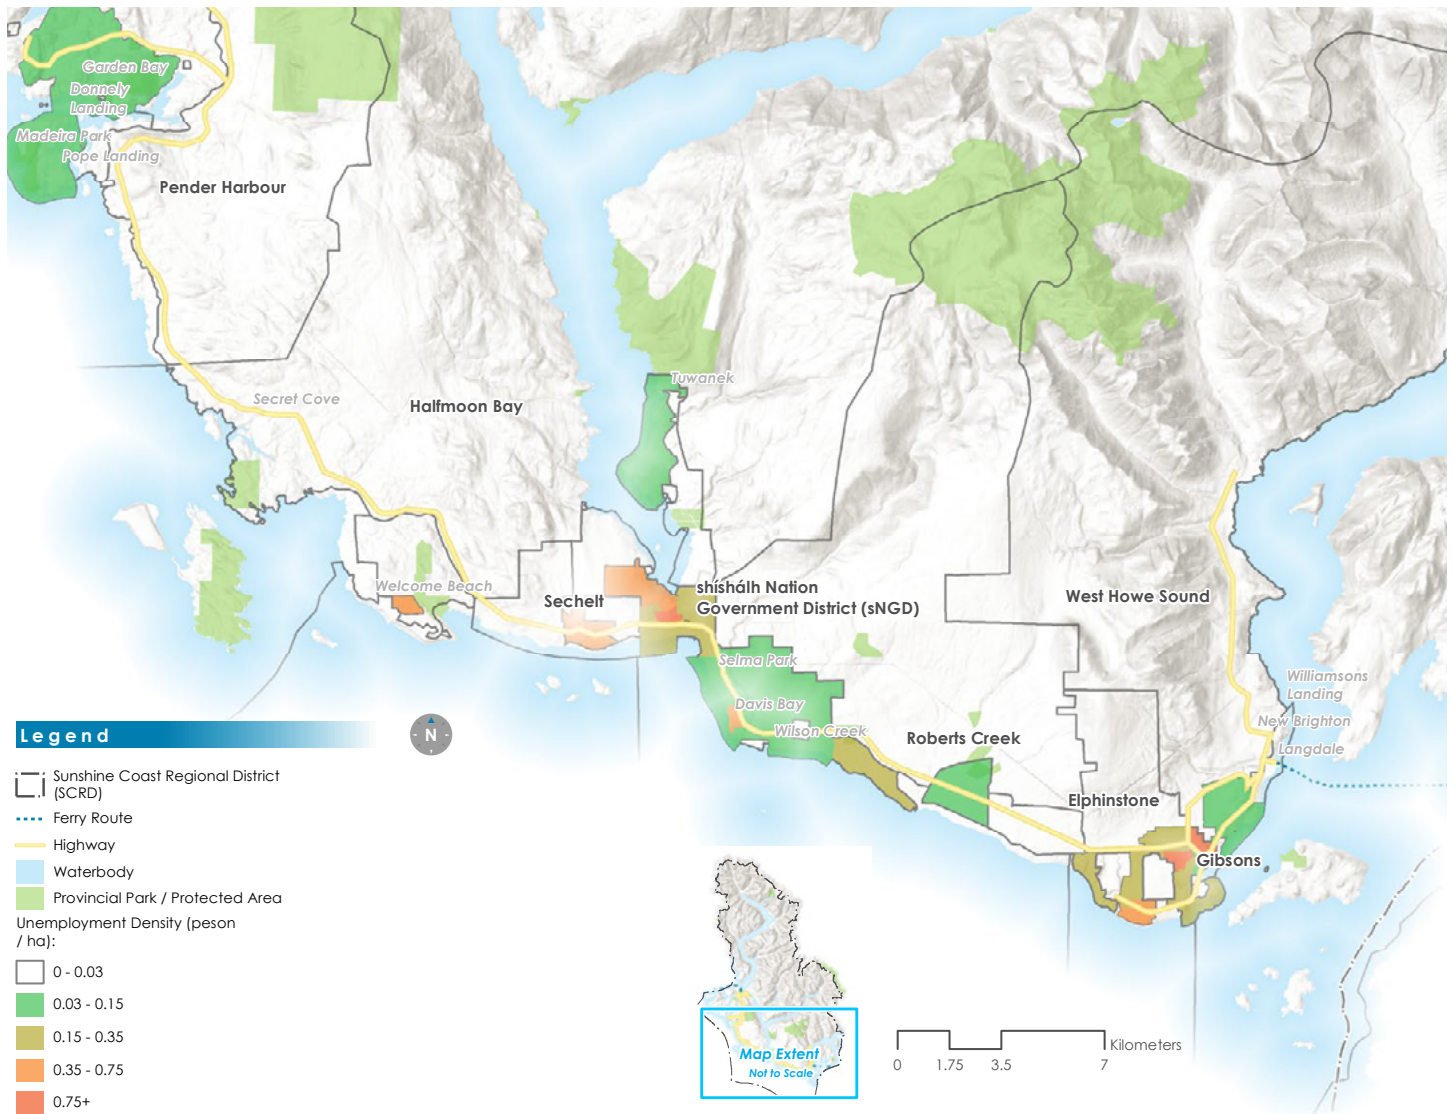 Garden Bay
Donnely
Landing
Madeira Park
Pope Landing
Pender Harbour
Tuwanek
Secret Cove
Halfmoon Bay
Welcome Beach
Sechelt
shíshálh Nation
Government District (sNGD)
West Howe Sound
Selma Park
Williamsons
Landing
Davis Bay
New Brighton
Wilson Creek
Roberts Creek
Langdale
Elphinstone
Gibsons
Legend
N
Sunshine Coast Regional District
(SCRD)
Ferry Route
Highway
Waterbody
Provincial Park / Protected Area
Unemployment Density (peson
/ ha):
0 - 0.03
0.03 - 0.15
0.15 - 0.35
0.35 - 0.75
0.75+
Map Extent
Not to Scale
Kilometers
0 1.75 3.5 7